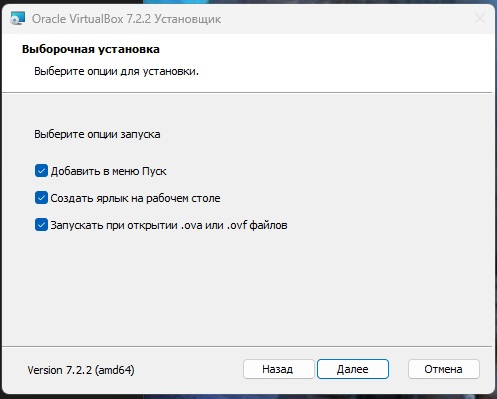 Oracle VirtualBox 7.2.2 Установщик
Выборочная установка
Выберите опции для установки.
Выберите опции запуска
Добавить в меню Пуск
Создать ярлык на рабочем столе
Запускать при открытии .ova или .ovf файлов
Version 7.2.2 (amd64)
Назад
Далее
Отмена